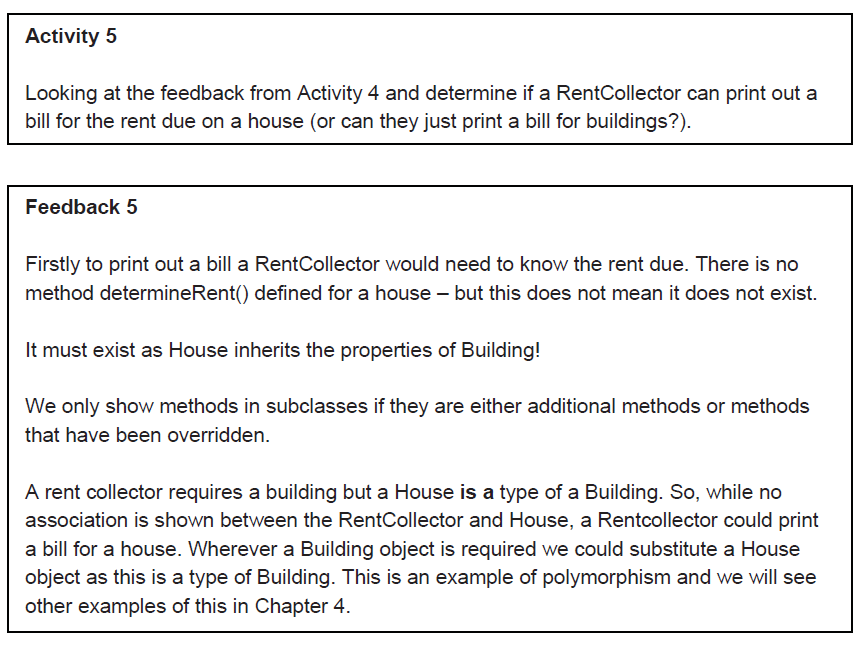 Activity 5
Looking at the feedback from Activity 4 and determine if a RentCollector can print out a
bill for the rent due on a house (or can they just print a bill for buildings?).
Feedback 5
Firstly to print out a bill a RentCollector would need to know the rent due. There is no
method determineRent() defined for a house – but this does not mean it does not exist.
It must exist as House inherits the properties of Building!
We only show methods in subclasses if they are either additional methods or methods
that have been overridden.
A rent collector requires a building but a House is a type of a Building. So, while no
association is shown between the RentCollector and House, a Rentcollector could print
a bill for a house. Wherever a Building object is required we could substitute a House
object as this is a type of Building. This is an example of polymorphism and we will see
other examples of this in Chapter 4.